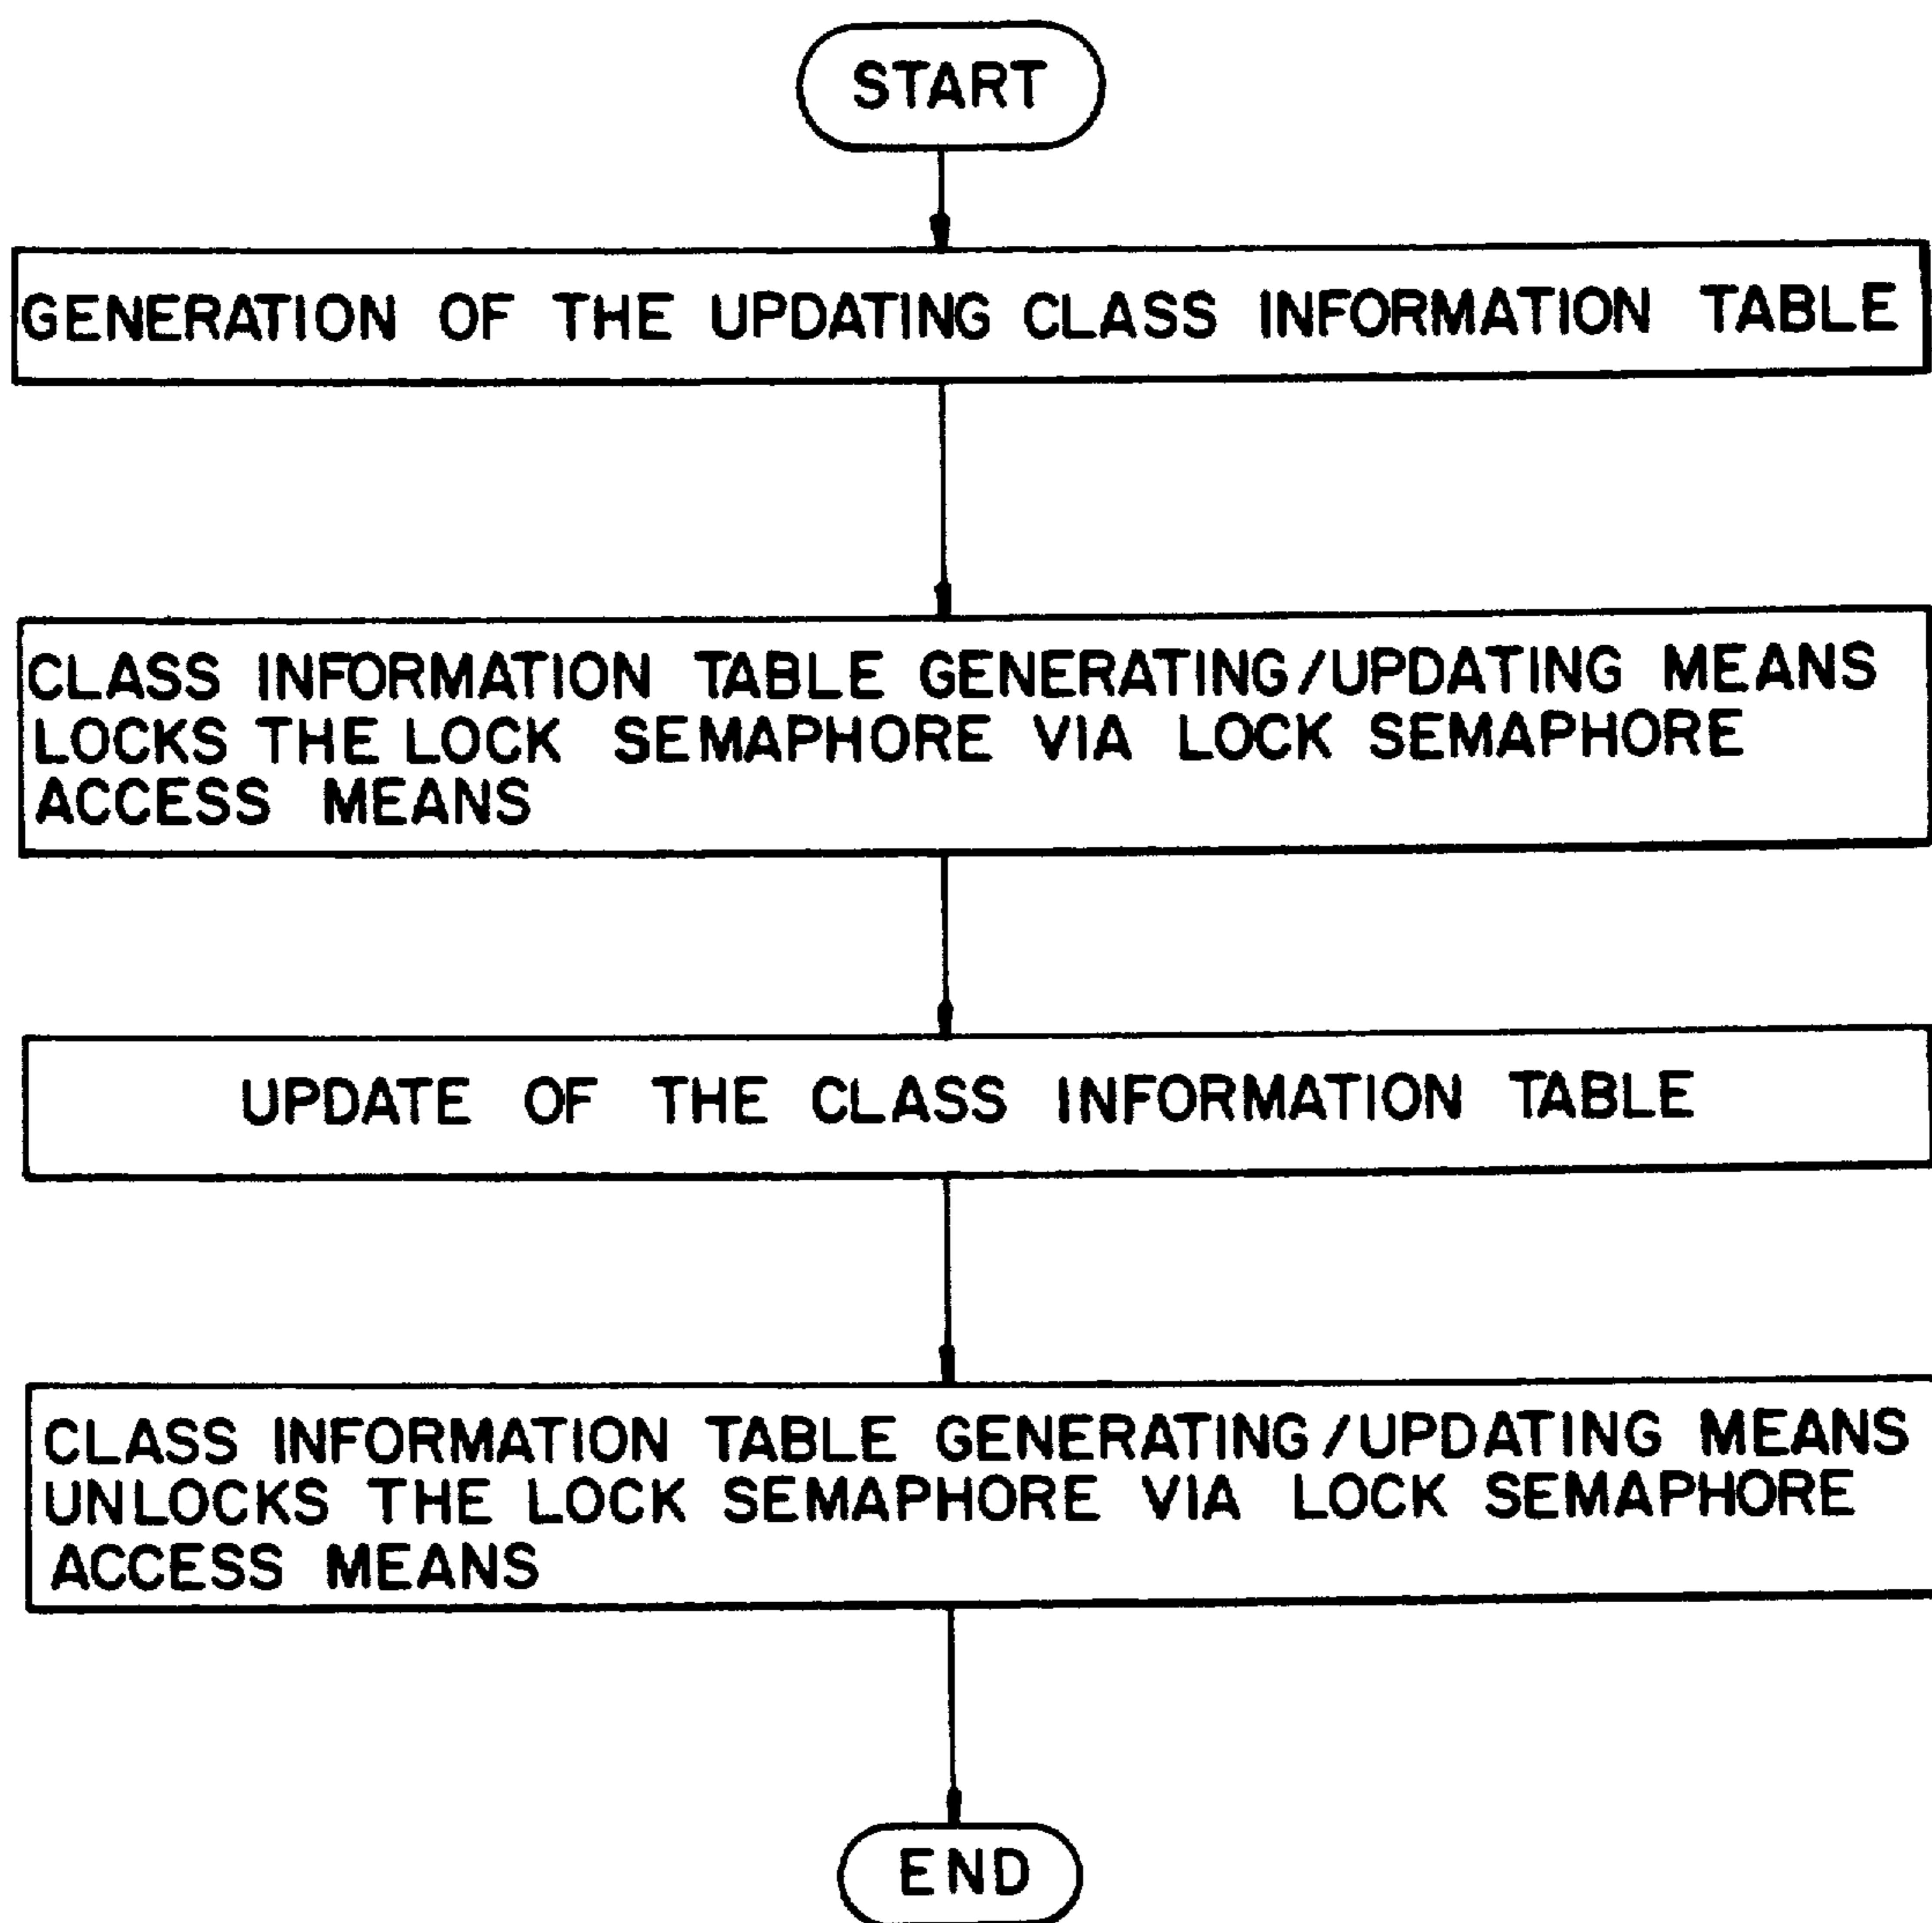 START
GENERATION OF THE UPDATING CLASS INFORMATION TABLE
CLASS INFORMATION TABLE GENERATING/UPDATING MEANS
LOCKS THE LOCK SEMAPHORE VIA LOCK SEMAPHORE
ACCESS MEANS
UPDATE OF THE CLASS INFORMATION TABLE
CLASS INFORMATION TABLE GENERATING/UPDATING MEANS
UNLOCKS THE LOCK SEMAPHORE VIA LOCK SEMAPHORE
ACCESS MEANS
END